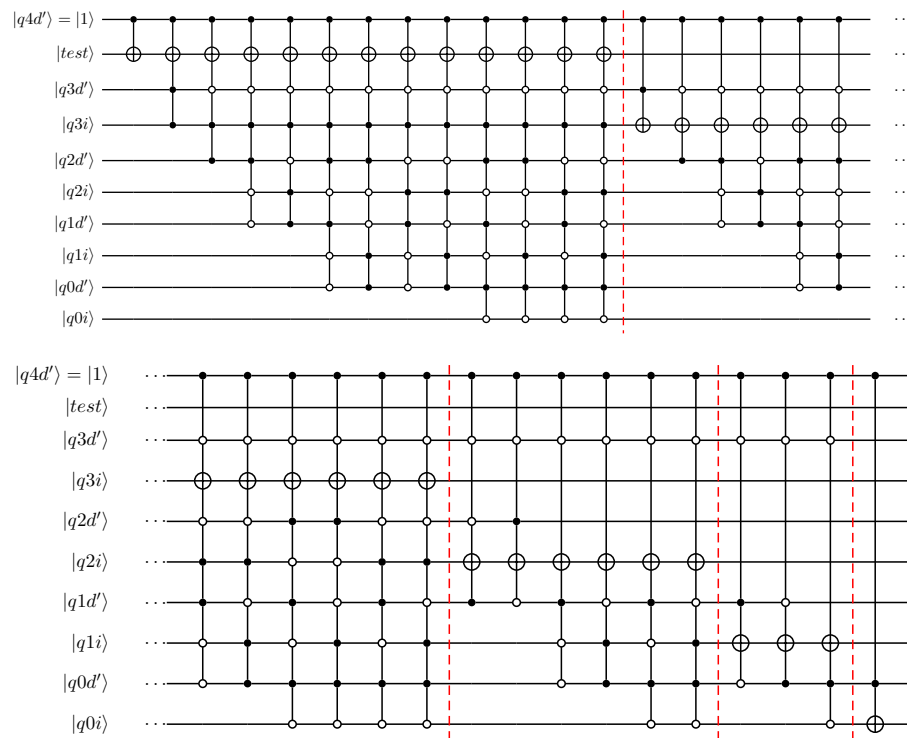 |q4d′⟩ = |1⟩ ···
|test⟩ ···
|q3d′⟩ ···
|q3i⟩ ···
|q2d′⟩ ···
|q2i⟩ ···
|q1d′⟩ ···
|q1i⟩ ···
|q0d′⟩ ···
|q0i⟩ ···
|q4d′⟩ = |1⟩ ···
|test⟩ ···
|q3d′⟩ ···
|q3i⟩ ···
|q2d′⟩ ···
|q2i⟩ ···
|q1d′⟩ ···
|q1i⟩ ···
|q0d′⟩ ···
|q0i⟩ ···